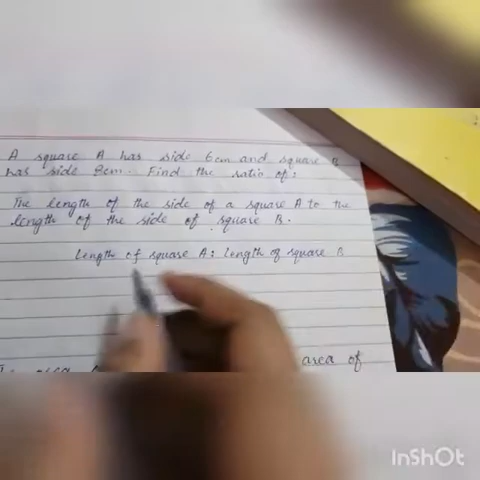 A square A has side 6cm and square B
has side 8cm. Find the ratio of:
The length of the side of a square A to the
length of the side of square B.
Length of square A: Length of square B
area of
InShOt